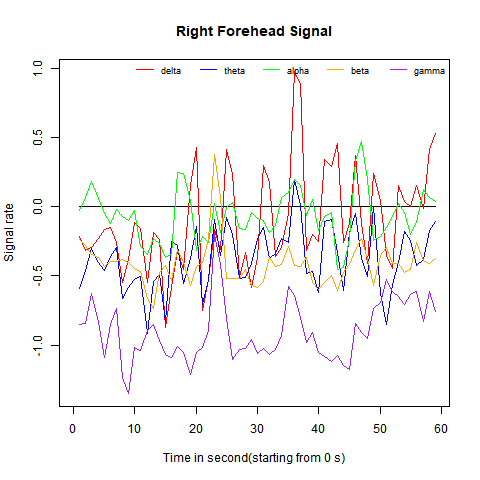 Right Forehead Signal
delta theta alpha beta gamma
1.0
0.5
0.0
-0.5
-1.0
Signal rate
0 10 20 30 40 50 60
Time in second(starting from 0 s)